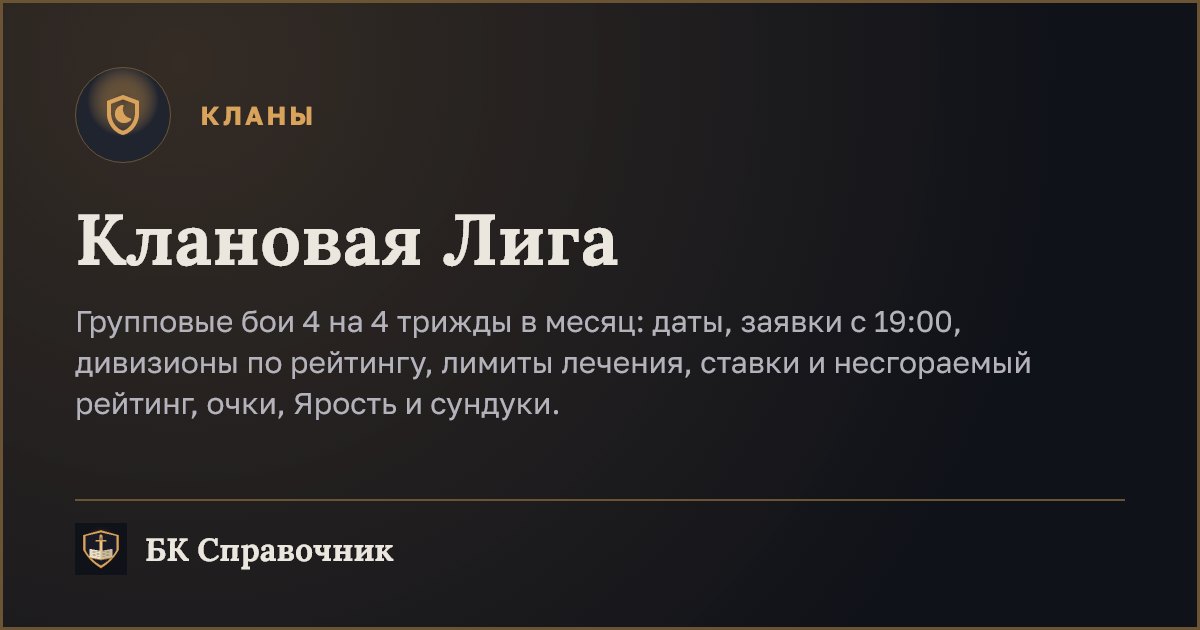 КЛАНЫ
Клановая Лига
Групповые бои 4 на 4 трижды в месяц: даты, заявки с 19:00,
дивизионы по рейтингу, лимиты лечения, ставки и несгораемый
рейтинг, очки, Ярость и сундуки.
БК Справочник